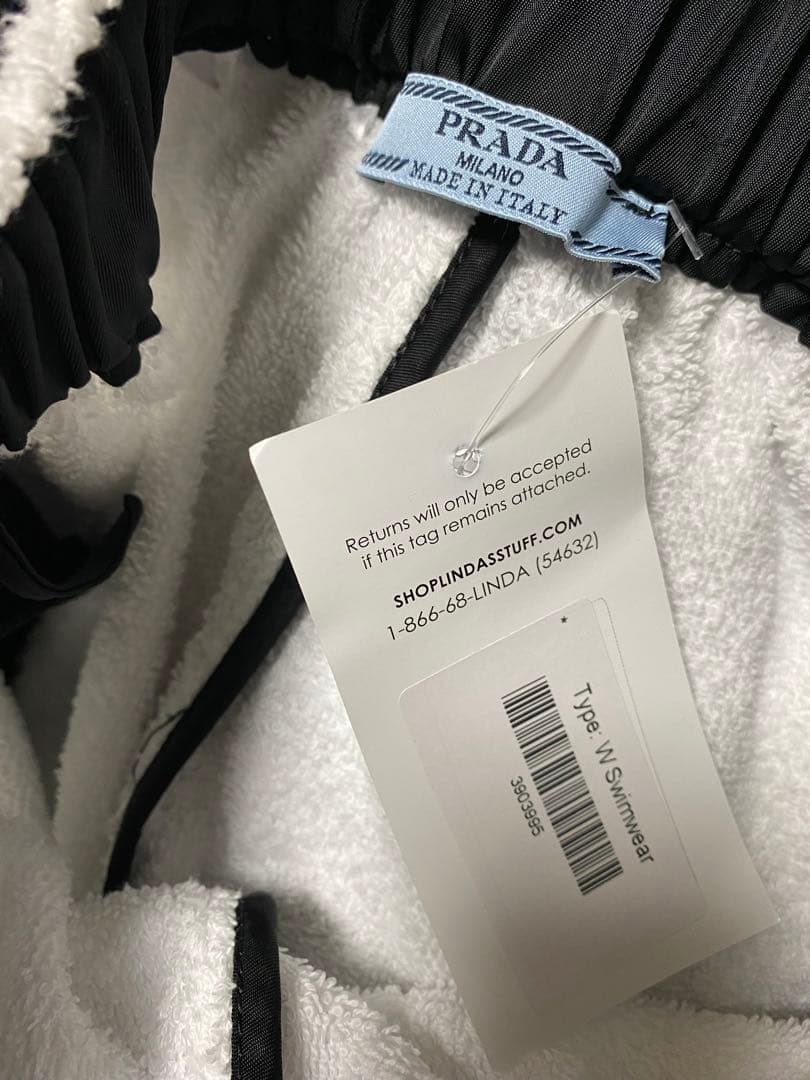 PRADA
MILANO
MADE IN ITALY
Returns will only be accepted
if this tag remains attached.
SHOPLINDASSTUFF.COM
1-866-68-LINDA (54632)
*
Type: W Swimwear
3903995